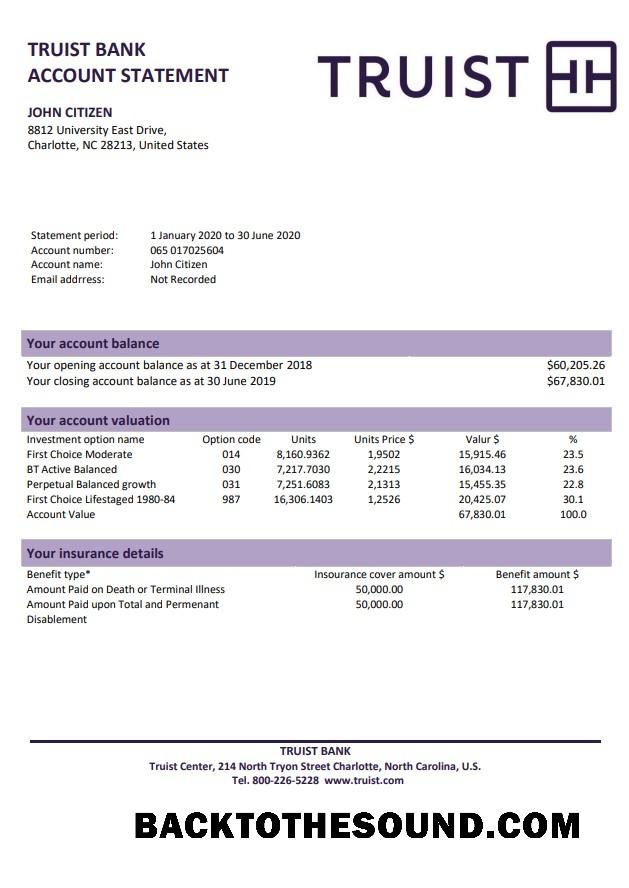 TRUIST BANK
ACCOUNT STATEMENT
TRUIST
JOHN CITIZEN
8812 University East Drive,
Charlotte, NC 28213, United States
Statement period: 1 January 2020 to 30 June 2020
Account number: 065 017025604
Account name: John Citizen
Email addrress: Not Recorded
Your account balance
Your opening account balance as at 31 December 2018 $60,205.26
Your closing account balance as at 30 June 2019 $67,830.01
Your account valuation
Investment option name Option code Units Units Price $ Valur $ %
First Choice Moderate 014 8,160.9362 1,9502 15,915.46 23.5
BT Active Balanced 030 7,217.7030 2,2215 16,034.13 23.6
Perpetual Balanced growth 031 7,251.6083 2,1313 15,455.35 22.8
First Choice Lifestaged 1980-84 987 16,306.1403 1,2526 20,425.07 30.1
Account Value 67,830.01 100.0
Your insurance details
Benefit type* Insourance cover amount $ Benefit amount $
Amount Paid on Death or Terminal Illness 50,000.00 117,830.01
Amount Paid upon Total and Permenant 50,000.00 117,830.01
Disablement
TRUIST BANK
Truist Center, 214 North Tryon Street Charlotte, North Carolina, U.S.
Tel. 800-226-5228 www.truist.com
BACKTOTHESOUND.COM